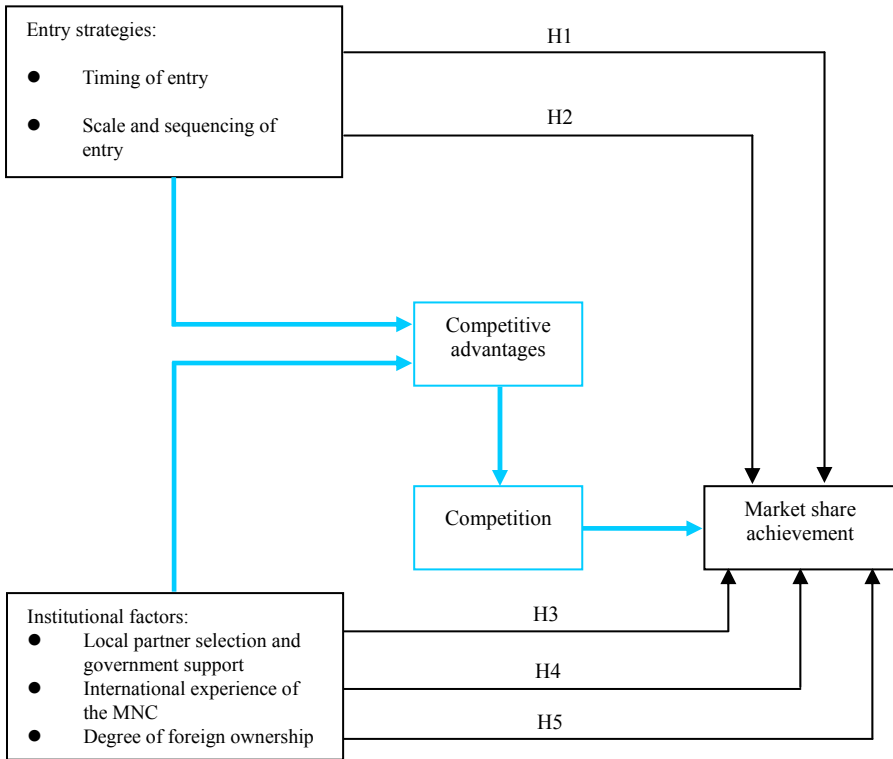 Entry strategies:
● Timing of entry
● Scale and sequencing of
entry
H1
H2
Competitive
advantages
Competition
Market share
achievement
Institutional factors:
● Local partner selection and
government support
● International experience of
the MNC
● Degree of foreign ownership
H3
H4
H5